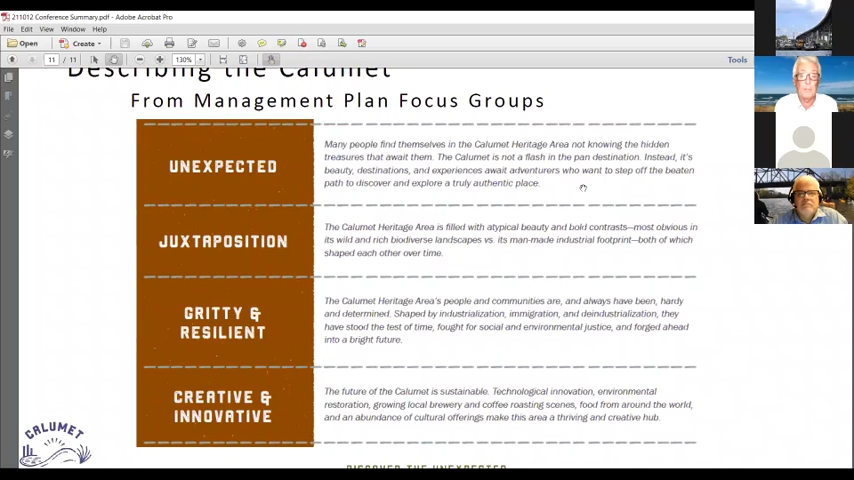 211012 Conference Summary.pdf - Adobe Acrobat Pro
File Edit View Window Help
Open Create
11 / 11 130% Tools
Describing the Calumet
From Management Plan Focus Groups
UNEXPECTED
Many people find themselves in the Calumet Heritage Area not knowing the hidden
treasures that await them. The Calumet is not a flash in the pan destination. Instead, it's
beauty, destinations, and experiences await adventurers who want to step off the beaten
path to discover and explore a truly authentic place.
JUXTAPOSITION
The Calumet Heritage Area is filled with atypical beauty and bold contrasts—most obvious in
its wild and rich biodiverse landscapes vs. its man-made industrial footprint—both of which
shaped each other over time.
GRITTY &
RESILIENT
The Calumet Heritage Area's people and communities are, and always have been, hardy
and determined. Shaped by industrialization, immigration, and deindustrialization, they
have stood the test of time, fought for social and environmental justice, and forged ahead
into a bright future.
CREATIVE &
INNOVATIVE
The future of the Calumet is sustainable. Technological innovation, environmental
restoration, growing local brewery and coffee roasting scenes, food from around the world,
and an abundance of cultural offerings make this area a thriving and creative hub.
CALUMET
DISCOVER THE UNEXPECTED